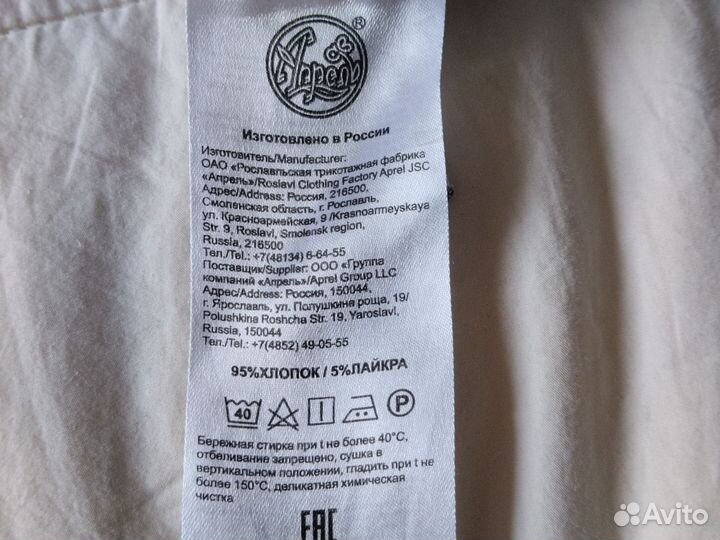 Апрель ®
Изготовлено в России
Изготовитель/Manufacturer:
ОАО «Рославльская трикотажная фабрика
«Апрель»/Roslavl Clothing Factory Aprel JSC
Адрес/Address: Россия, 216500,
Смоленская область, г. Рославль,
ул. Красноармейская, 9 /Krasnoarmeyskaya
Str. 9, Roslavl, Smolensk region,
Russia, 216500
Тел./Tel.: +7(48134) 6-64-55
Поставщик/Supplier: ООО «Группа
компаний «Апрель»/Aprel Group LLC
Адрес/Address: Россия, 150044,
г. Ярославль, ул. Полушкина роща, 19/
Polushkina Roshcha Str. 19, Yaroslavl,
Russia, 150044
Тел./Tel.: +7(4852) 49-05-55
95%ХЛОПОК / 5%ЛАЙКРА
40 P
Бережная стирка при t не более 40°C,
отбеливание запрещено, сушка в
вертикальном положении, гладить при t не
более 150°C, деликатная химическая
чистка
EAC
Avito